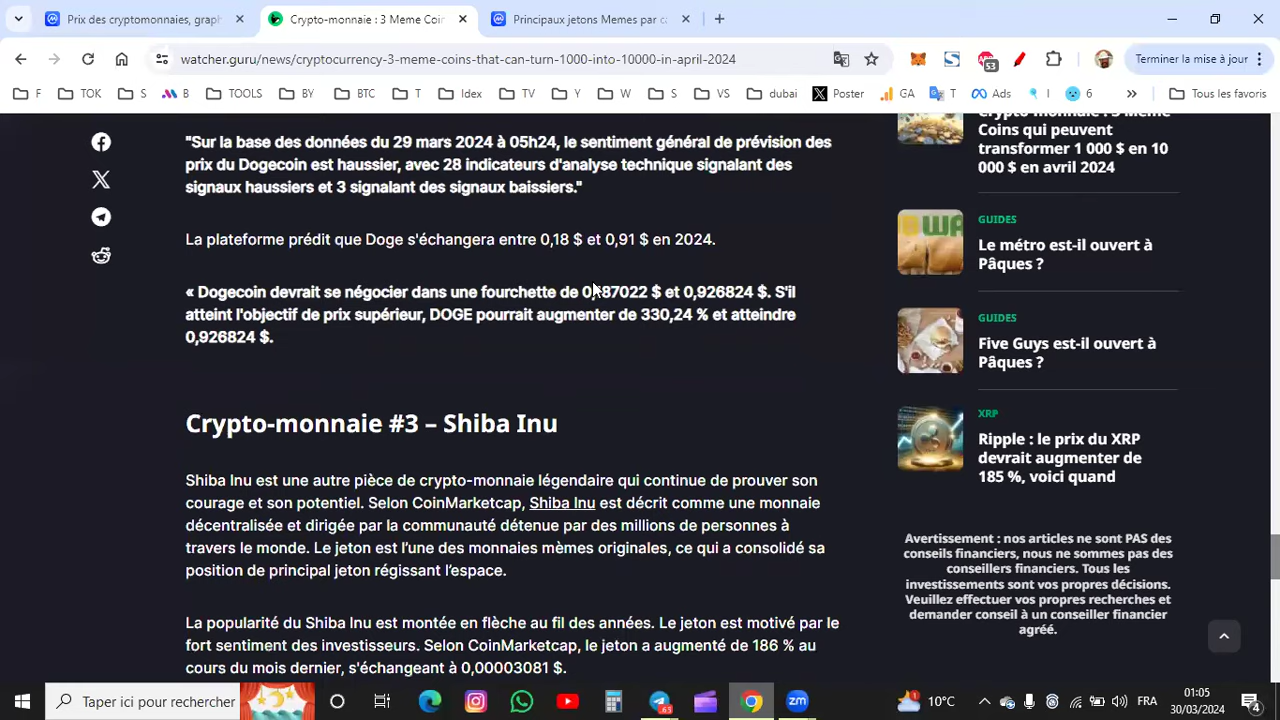 Prix des cryptomonnaies, graph
Crypto-monnaie : 3 Meme Coin
Principaux jetons Memes par ca
watcher.guru/news/cryptocurrency-3-meme-coins-that-can-turn-1000-into-10000-in-april-2024
53
Terminer la mise à jour
F
TOK
S
B
TOOLS
BY
BTC
T
Idex
TV
Y
W
S
VS
dubai
Poster
GA
T
Ads
I
6
Tous les favoris
"Sur la base des données du 29 mars 2024 à 05h24, le sentiment général de prévision des
prix du Dogecoin est haussier, avec 28 indicateurs d'analyse technique signalant des
signaux haussiers et 3 signalant des signaux baissiers."
La plateforme prédit que Doge s'échangera entre 0,18 $ et 0,91 $ en 2024.
« Dogecoin devrait se négocier dans une fourchette de et 0,926824 $. S'il
atteint l'objectif de prix supérieur, DOGE pourrait augmenter de 330,24 % et atteindre
0,926824 $.
Crypto-monnaie #3 – Shiba Inu
Shiba Inu est une autre pièce de crypto-monnaie légendaire qui continue de prouver son
courage et son potentiel. Selon CoinMarketcap, Shiba Inu est décrit comme une monnaie
décentralisée et dirigée par la communauté détenue par des millions de personnes à
travers le monde. Le jeton est l'une des monnaies mèmes originales, ce qui a consolidé sa
position de principal jeton régissant l'espace.
La popularité du Shiba Inu est montée en flèche au fil des années. Le jeton est motivé par le
fort sentiment des investisseurs. Selon CoinMarketcap, le jeton a augmenté de 186 % au
cours du mois dernier, s'échangeant à 0,00003081 $.
Crypto-monnaie : 3 Meme
Coins qui peuvent
transformer 1 000 $ en 10
000 $ en avril 2024
GUIDES
Le métro est-il ouvert à
Pâques ?
GUIDES
Five Guys est-il ouvert à
Pâques ?
XRP
Ripple : le prix du XRP
devrait augmenter de
185 %, voici quand
Avertissement : nos articles ne sont PAS des
conseils financiers, nous ne sommes pas des
conseillers financiers. Tous les
investissements sont vos propres décisions.
Veuillez effectuer vos propres recherches et
demander conseil à un conseiller financier
agréé.
Taper ici pour rechercher
63
zm
1
10°C
FRA
01:05
30/03/2024
4